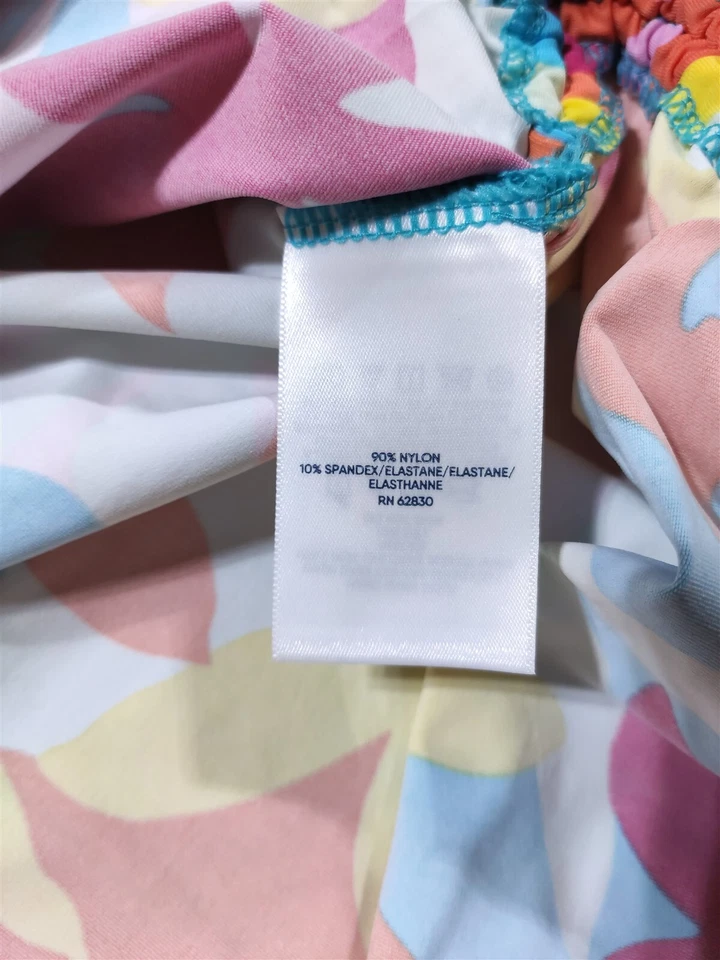 90% NYLON
10% SPANDEX/ELASTANE/ELASTANE/
ELASTHANNE
RN 62830